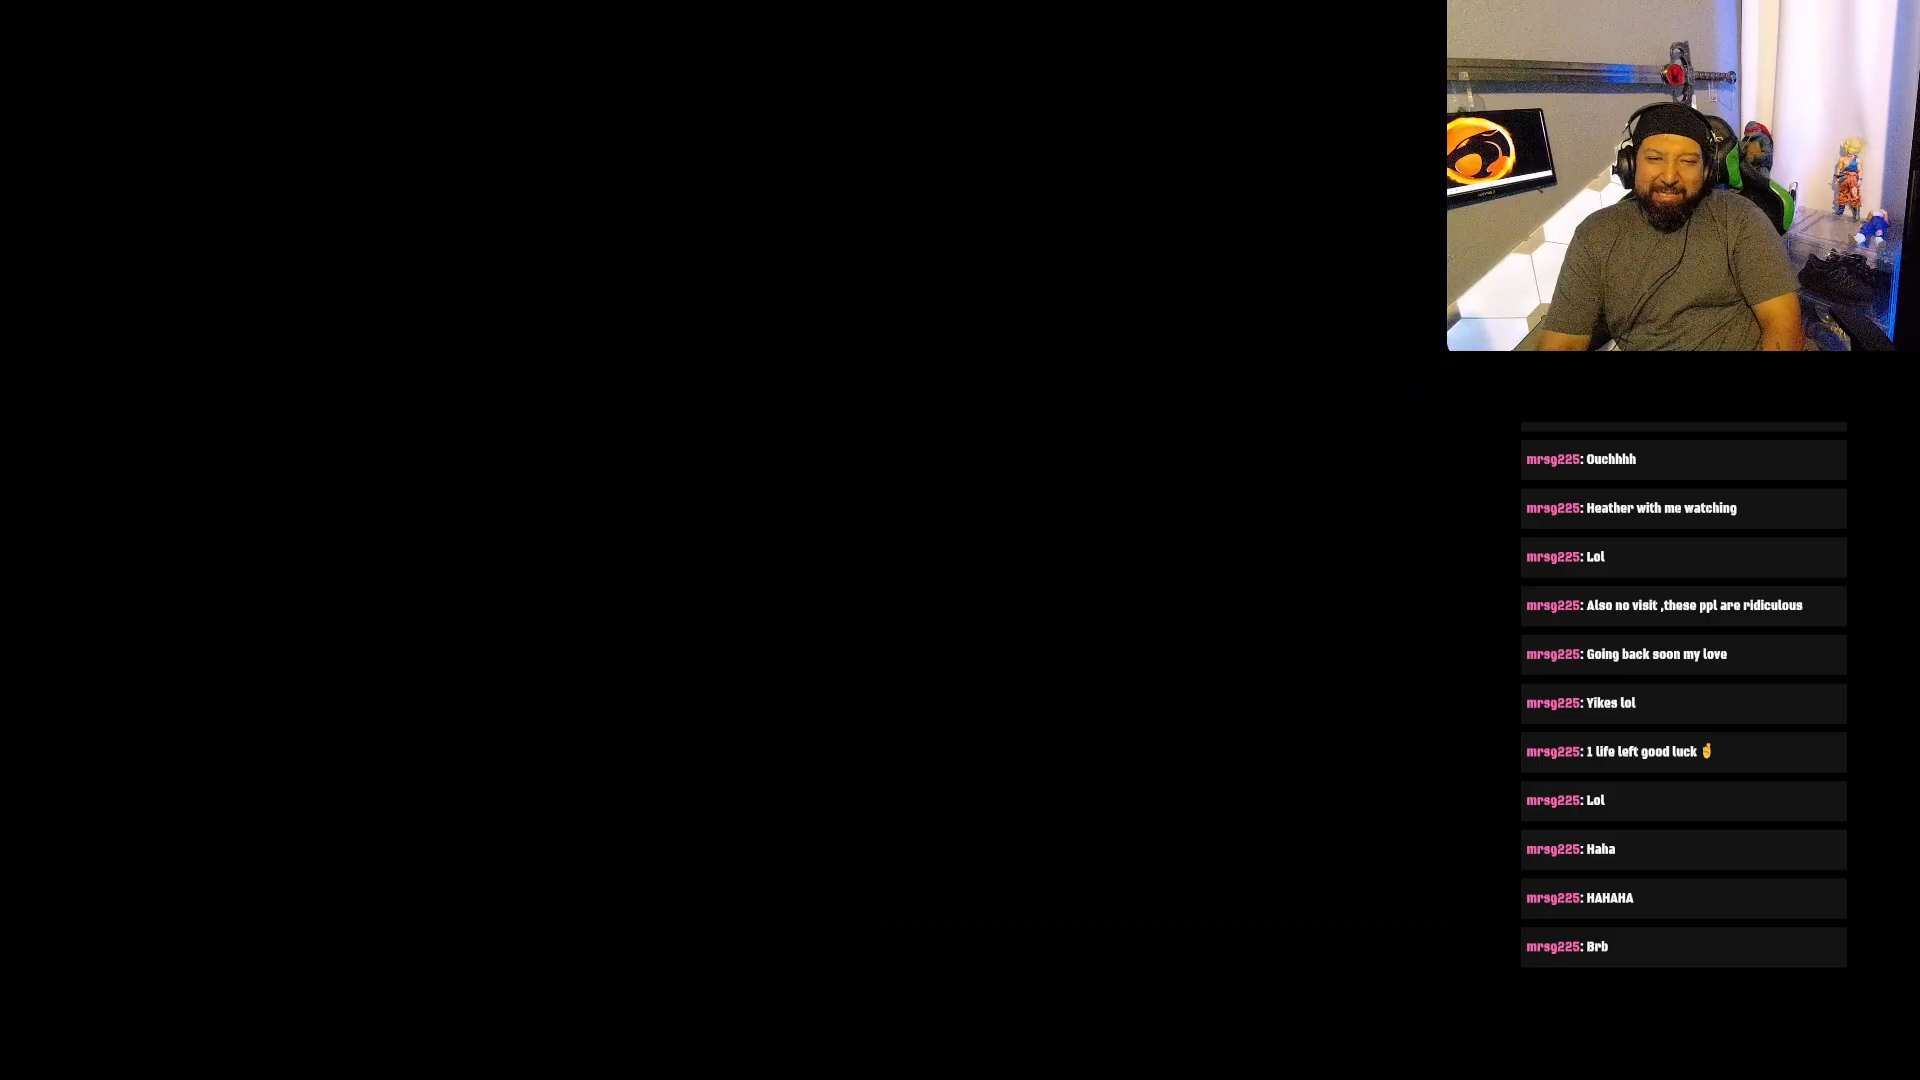 mrsg225: Ouchhhh
mrsg225: Heather with me watching
mrsg225: Lol
mrsg225: Also no visit ,these ppl are ridiculous
mrsg225: Going back soon my love
mrsg225: Yikes lol
mrsg225: 1 life left good luck 🤞
mrsg225: Lol
mrsg225: Haha
mrsg225: HAHAHA
mrsg225: Brb